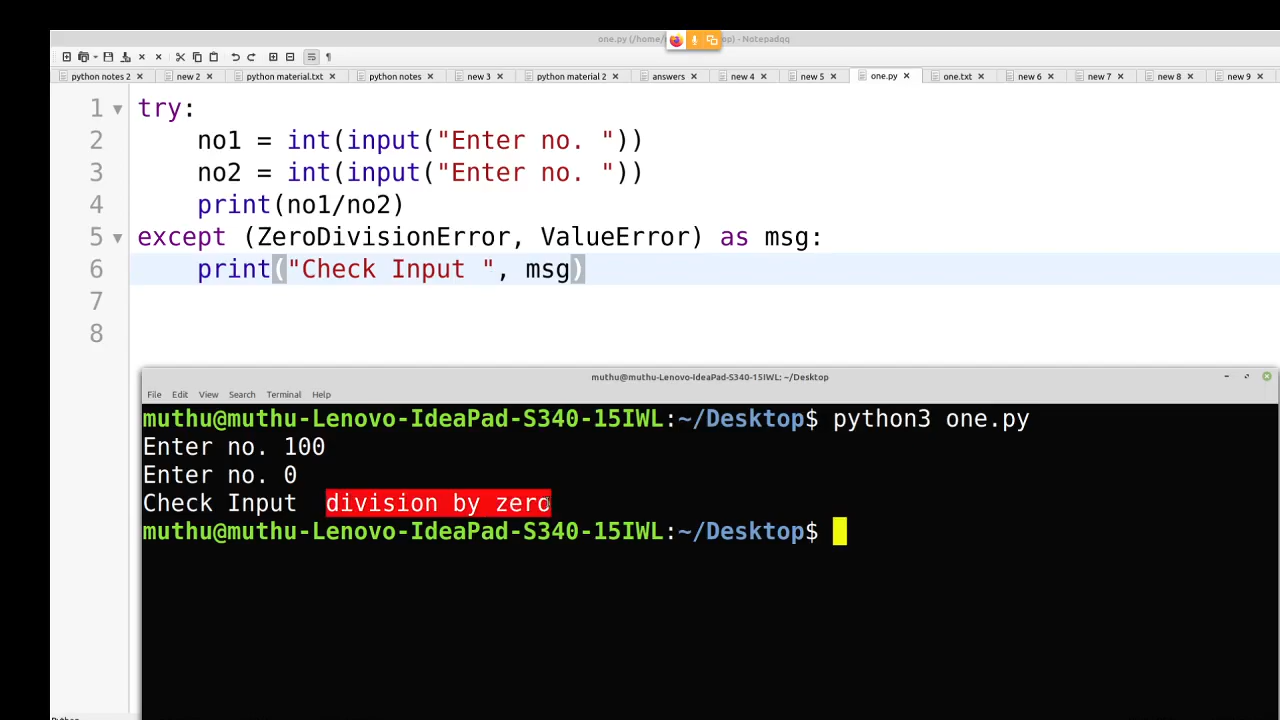 one.py (/home/ op) - Notepadqq
python notes 2 new 2 python material.txt python notes new 3 python material 2 answers new 4 new 5 one.py one.txt new 6 new 7 new 8 new 9
1 try:
2 no1 = int(input("Enter no. "))
3 no2 = int(input("Enter no. "))
4 print(no1/no2)
5 except (ZeroDivisionError, ValueError) as msg:
6 print("Check Input ", msg)
7
8
muthu@muthu-Lenovo-IdeaPad-S340-15IWL: ~/Desktop
File Edit View Search Terminal Help
muthu@muthu-Lenovo-IdeaPad-S340-15IWL:~/Desktop$ python3 one.py
Enter no. 100
Enter no. 0
Check Input  division by zero
muthu@muthu-Lenovo-IdeaPad-S340-15IWL:~/Desktop$